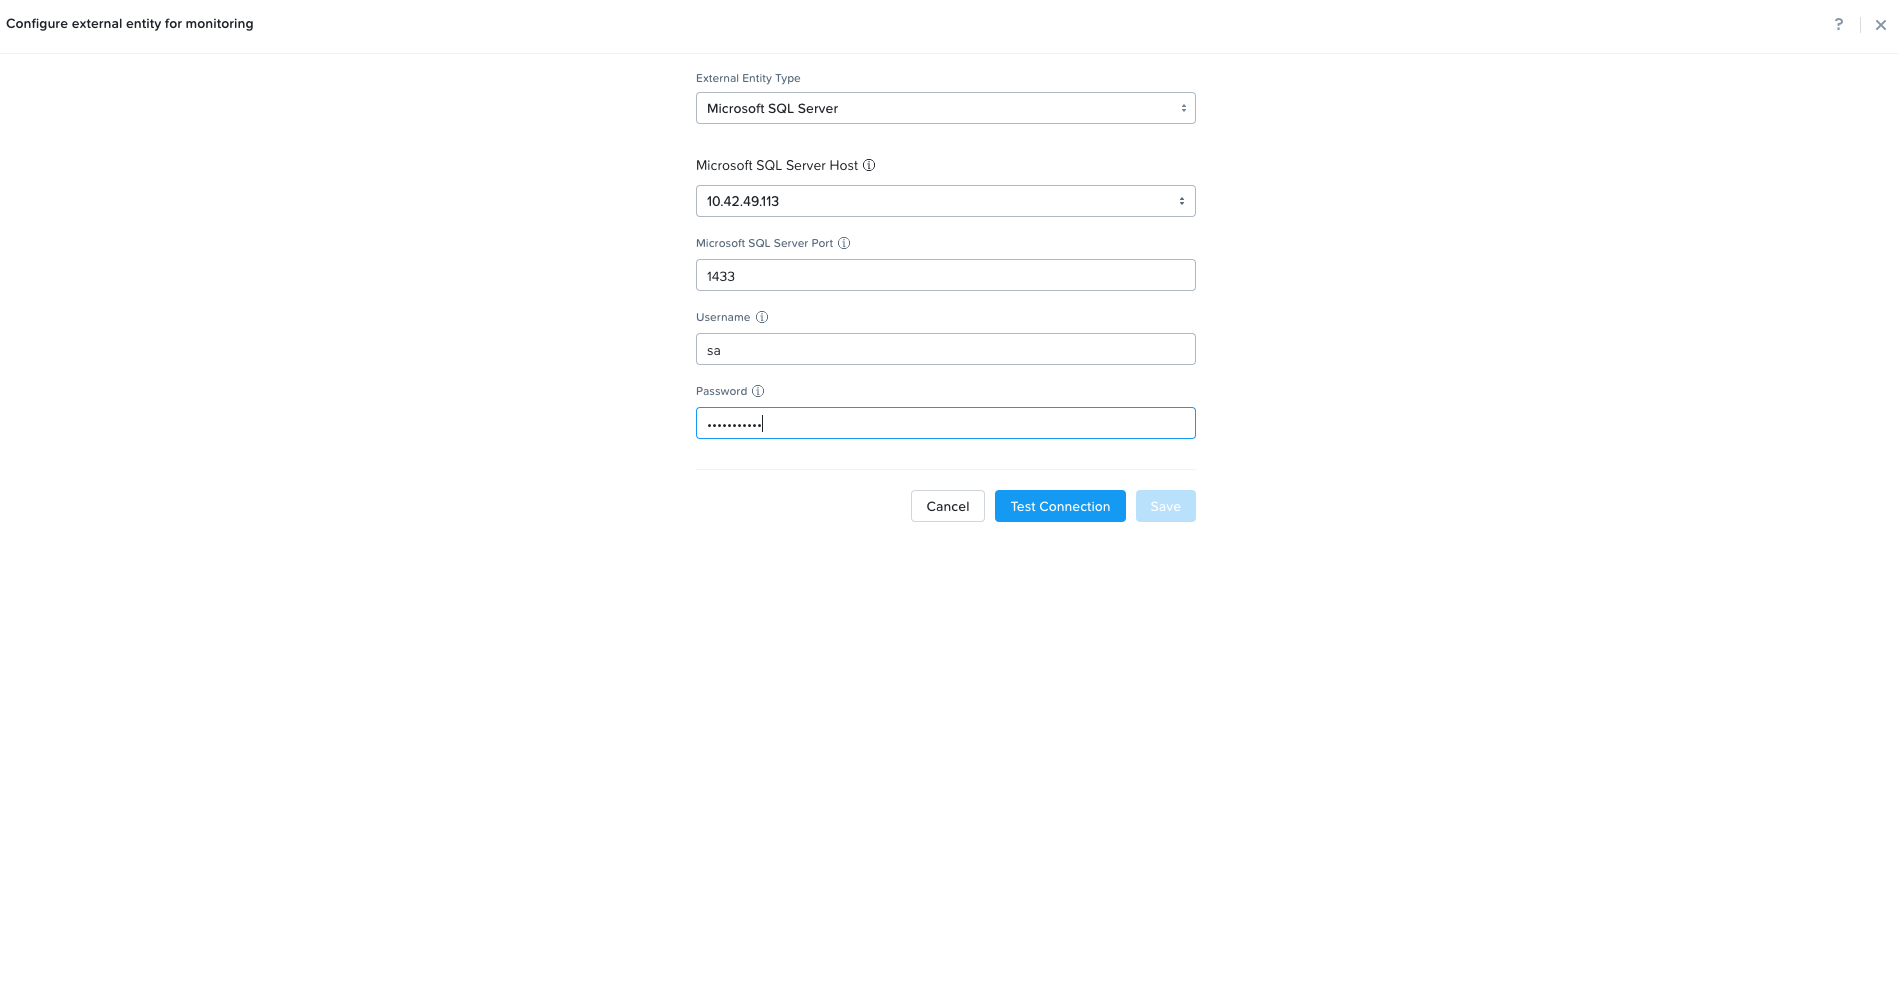 Configure external entity for monitoring
?
External Entity Type
Microsoft SQL Server
Microsoft SQL Server Host
10.42.49.113
Microsoft SQL Server Port
1433
Username
sa
Password
•••••••••••
Cancel Test Connection Save